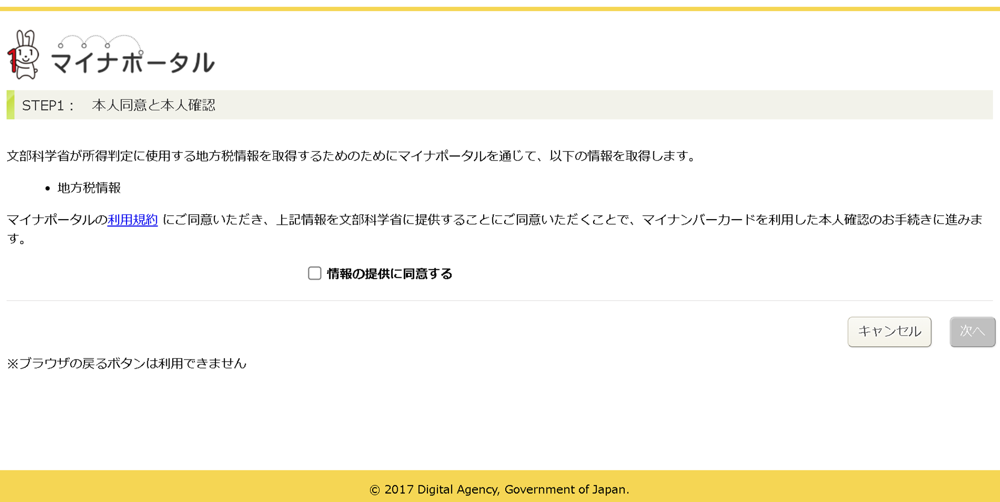 マイナポータル
STEP1： 本人同意と本人確認
文部科学省が所得判定に使用する地方税情報を取得するためのためにマイナポータルを通じて、以下の情報を取得します。
• 地方税情報
マイナポータルの利用規約 にご同意いただき、上記情報を文部科学省に提供することにご同意いただくことで、マイナンバーカードを利用した本人確認のお手続きに進みま
す。
情報の提供に同意する
キャンセル 次へ
※ブラウザの戻るボタンは利用できません
© 2017 Digital Agency, Government of Japan.